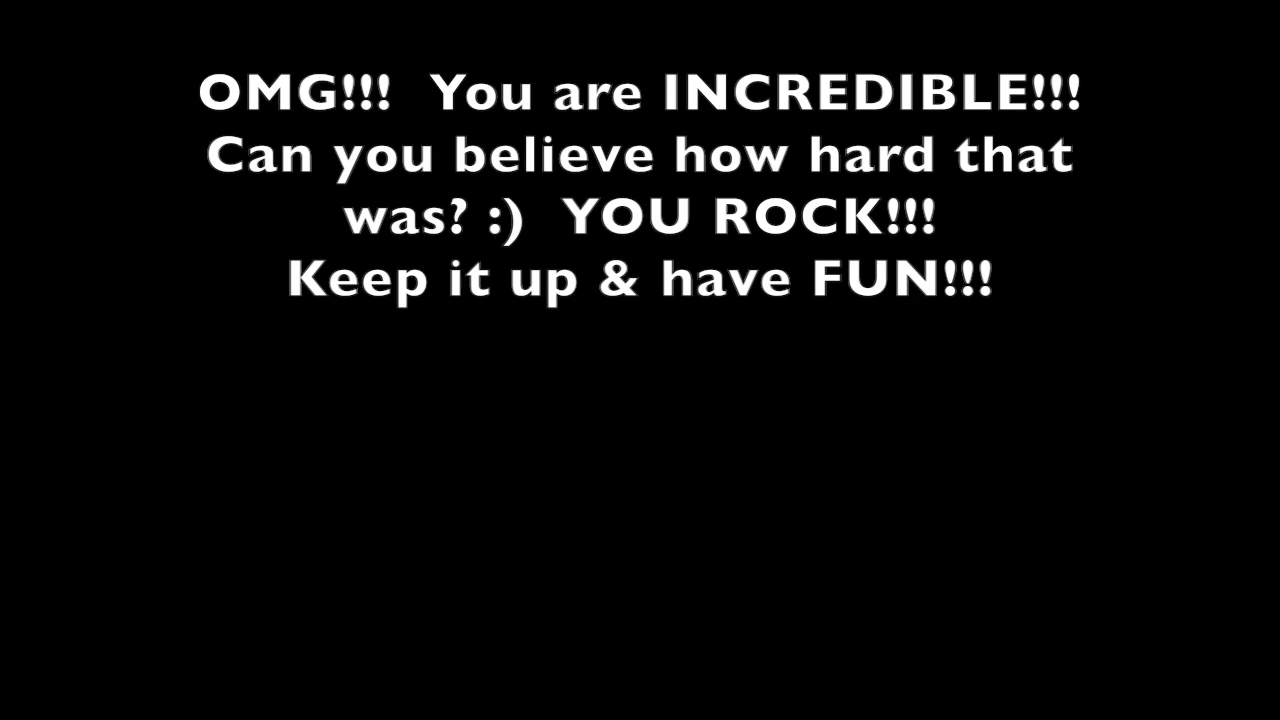 OMG!!!  You are INCREDIBLE!!!
Can you believe how hard that
was? :)  YOU ROCK!!!
Keep it up & have FUN!!!